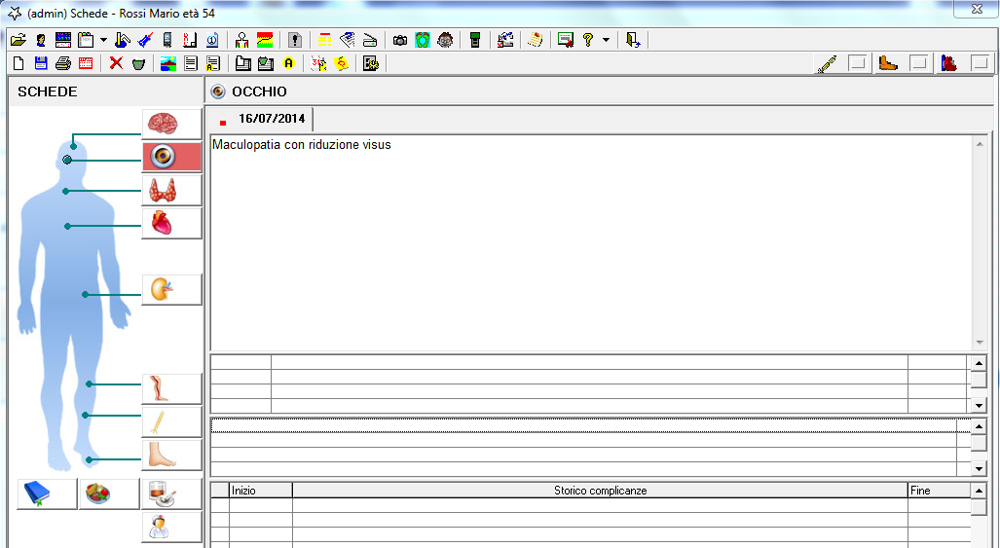 (admin) Schede - Rossi Mario età 54
SCHEDE
OCCHIO
16/07/2014
Maculopatia con riduzione visus
Inizio
Storico complicanze
Fine